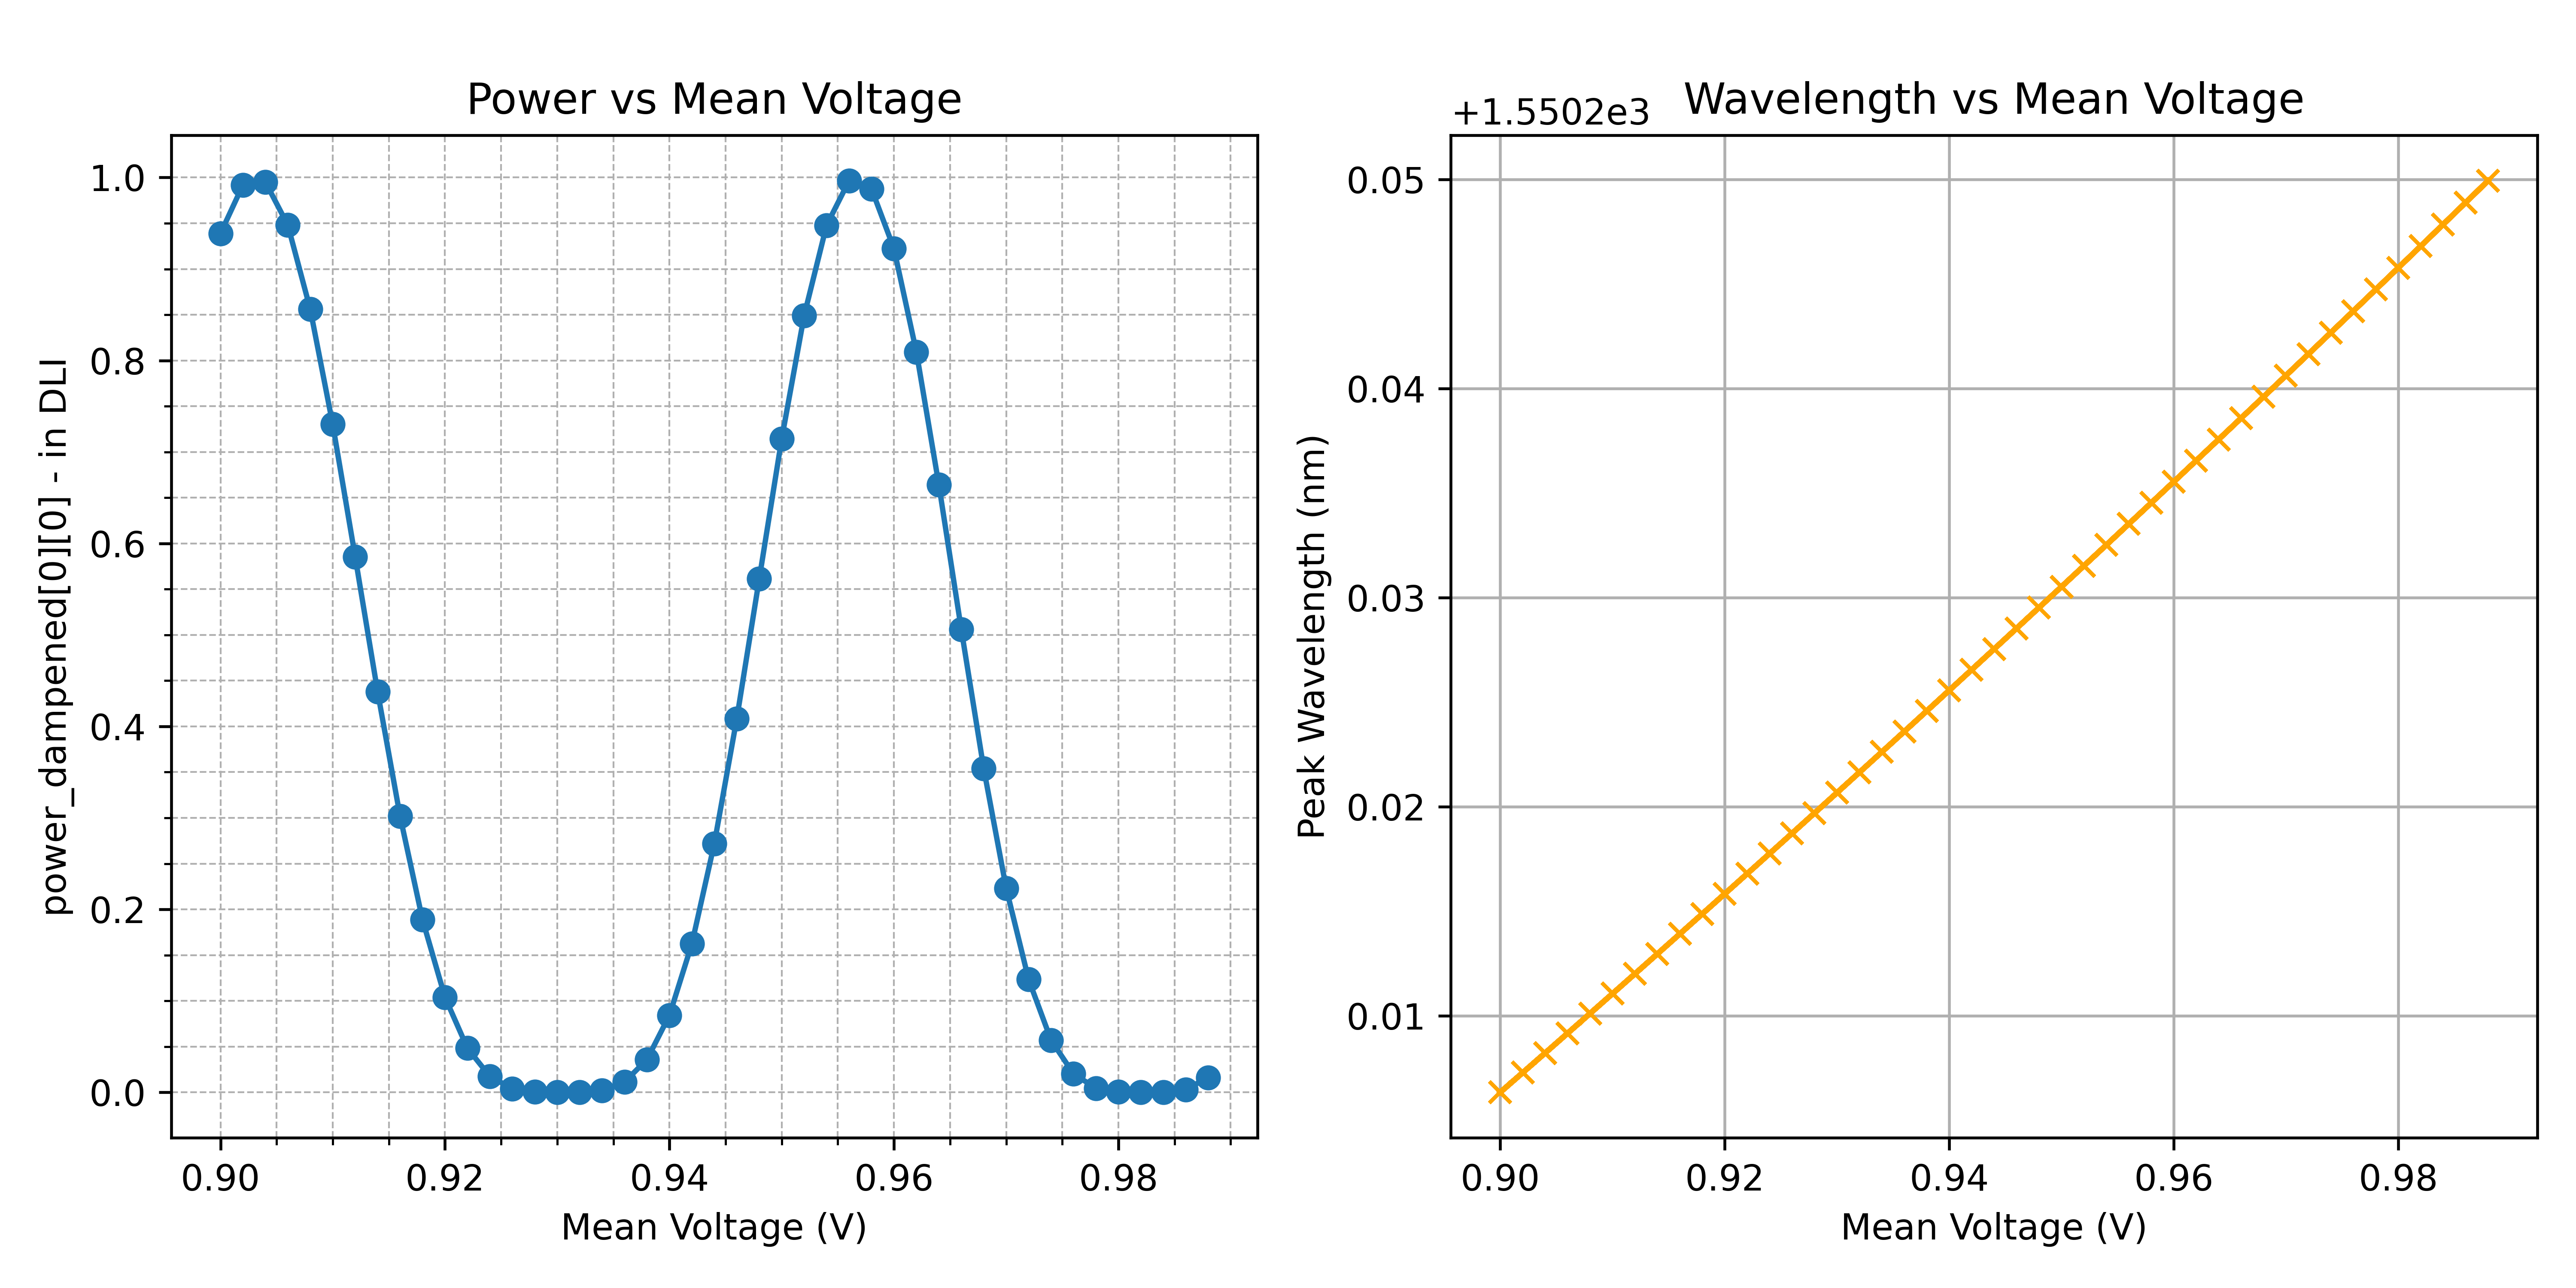 Power vs Mean Voltage
power_dampened[0][0] - in DLI
1.0
0.8
0.6
0.4
0.2
0.0
0.90 0.92 0.94 0.96 0.98
Mean Voltage (V)
Wavelength vs Mean Voltage
+1.5502e3
Peak Wavelength (nm)
0.05
0.04
0.03
0.02
0.01
0.90 0.92 0.94 0.96 0.98
Mean Voltage (V)